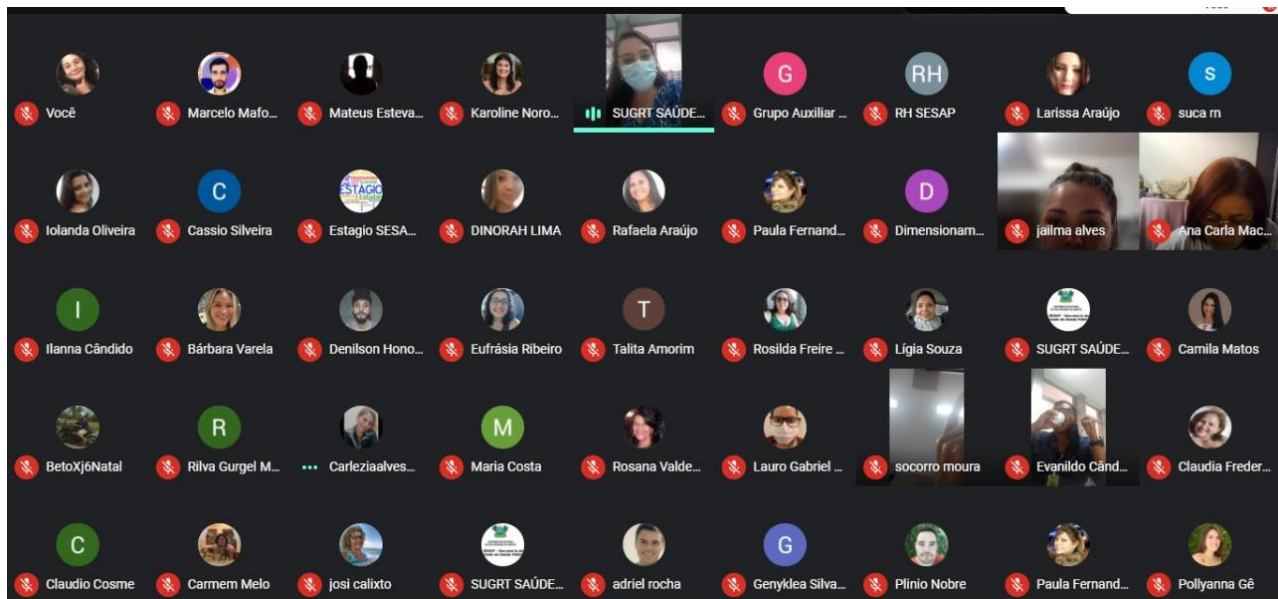 Você
Marcelo Mafo...
Mateus Esteva...
Karoline Noro...
SUGRT SAÚDE...
G
Grupo Auxiliar ...
RH
RH SESAP
Larissa Araújo
s
suca rn
Iolanda Oliveira
C
Cassio Silveira
ESTÁGIO
Estagio SESA...
DINORAH LIMA
Rafaela Araújo
Paula Fernand...
D
Dimensionam...
jailma alves
Ana Carla Mac...
I
Ilanna Cândido
Bárbara Varela
Denilson Hono...
Eufrásia Ribeiro
T
Talita Amorim
Rosilda Freire ...
Lígia Souza
SUGRT SAÚDE...
Camila Matos
BetoXj6Natal
R
Rilva Gurgel M...
Carleziaalves...
M
Maria Costa
Rosana Valde...
Lauro Gabriel ...
socorro moura
Evanildo Când...
Claudia Freder...
C
Claudio Cosme
Carmem Melo
josi calixto
SUGRT SAÚDE...
adriel rocha
G
Genyklea Silva...
Plinio Nobre
Paula Fernand...
Pollyanna Gê